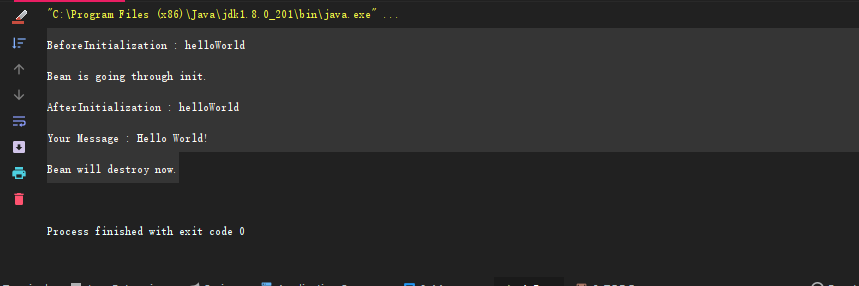 "C:\Program Files (x86)\Java\jdk1.8.0_201\bin\java.exe" ...
BeforeInitialization : helloWorld
Bean is going through init.
AfterInitialization : helloWorld
Your Message : Hello World!
Bean will destroy now.
Process finished with exit code 0